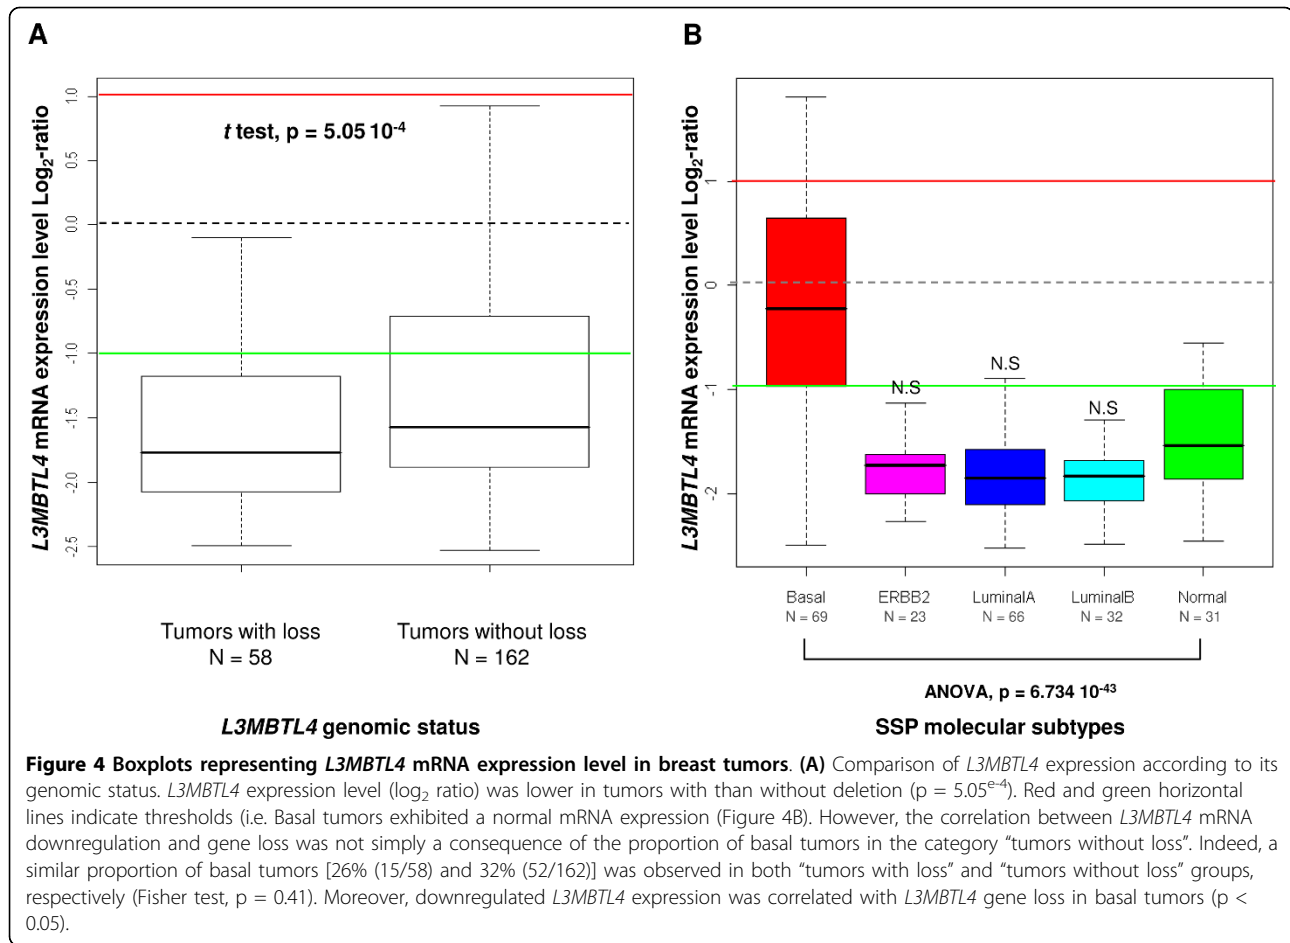 A
B
L3MBTL4 mRNA expression level Log2-ratio
1.0
0.5
0.0
-0.5
-1.0
-1.5
-2.0
-2.5
t test, p = 5.05 10-4
Tumors with loss
N = 58
Tumors without loss
N = 162
L3MBTL4 genomic status
L3MBTL4 mRNA expression level Log2-ratio
1
0
-1
-2
N.S
N.S
N.S
Basal
N = 69
ERBB2
N = 23
LuminalA
N = 66
LuminalB
N = 32
Normal
N = 31
ANOVA, p = 6.734 10-43
SSP molecular subtypes
Figure 4 Boxplots representing L3MBTL4 mRNA expression level in breast tumors. (A) Comparison of L3MBTL4 expression according to its
genomic status. L3MBTL4 expression level (log2 ratio) was lower in tumors with than without deletion (p = 5.05e-4). Red and green horizontal
lines indicate thresholds (i.e. Basal tumors exhibited a normal mRNA expression (Figure 4B). However, the correlation between L3MBTL4 mRNA
downregulation and gene loss was not simply a consequence of the proportion of basal tumors in the category “tumors without loss”. Indeed, a
similar proportion of basal tumors [26% (15/58) and 32% (52/162)] was observed in both “tumors with loss” and “tumors without loss” groups,
respectively (Fisher test, p = 0.41). Moreover, downregulated L3MBTL4 expression was correlated with L3MBTL4 gene loss in basal tumors (p <
0.05).